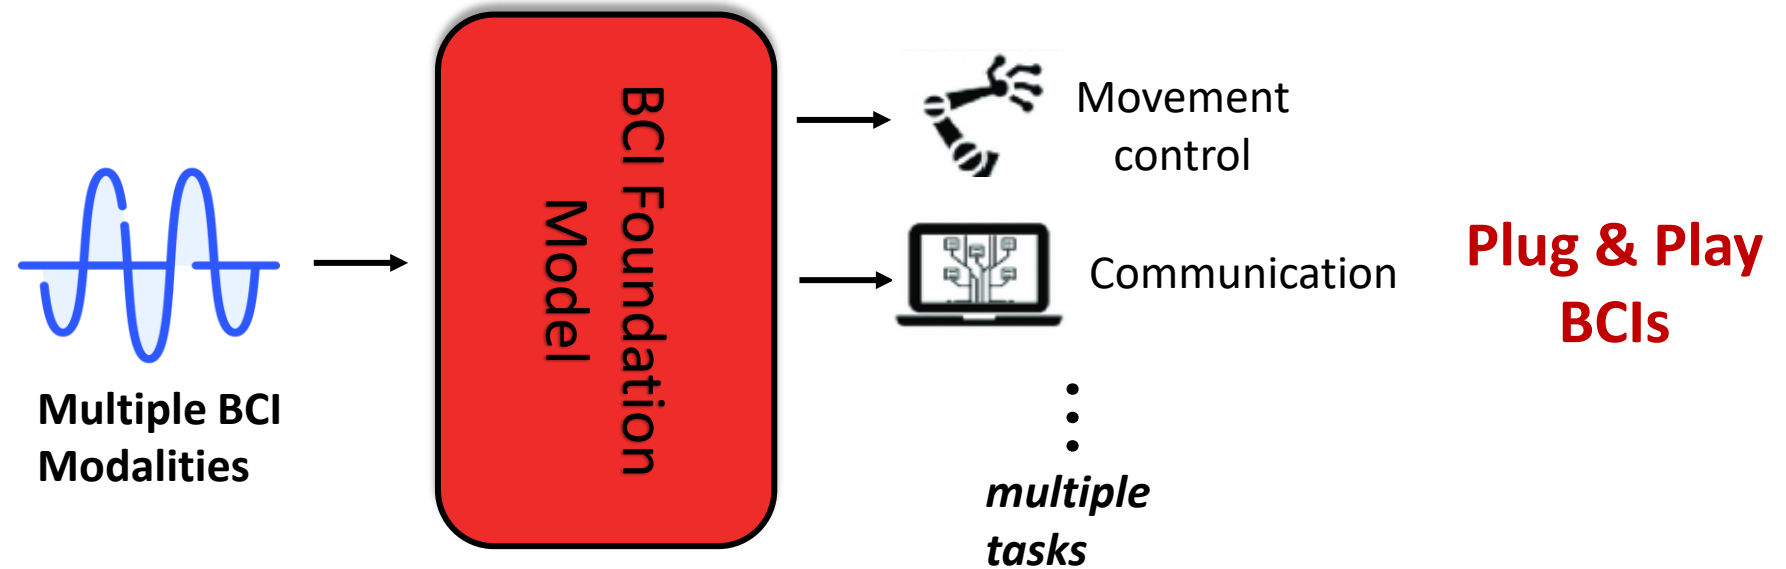 Multiple BCI
Modalities
BCI Foundation
Model
Movement
control
Communication
multiple
tasks
Plug & Play
BCIs